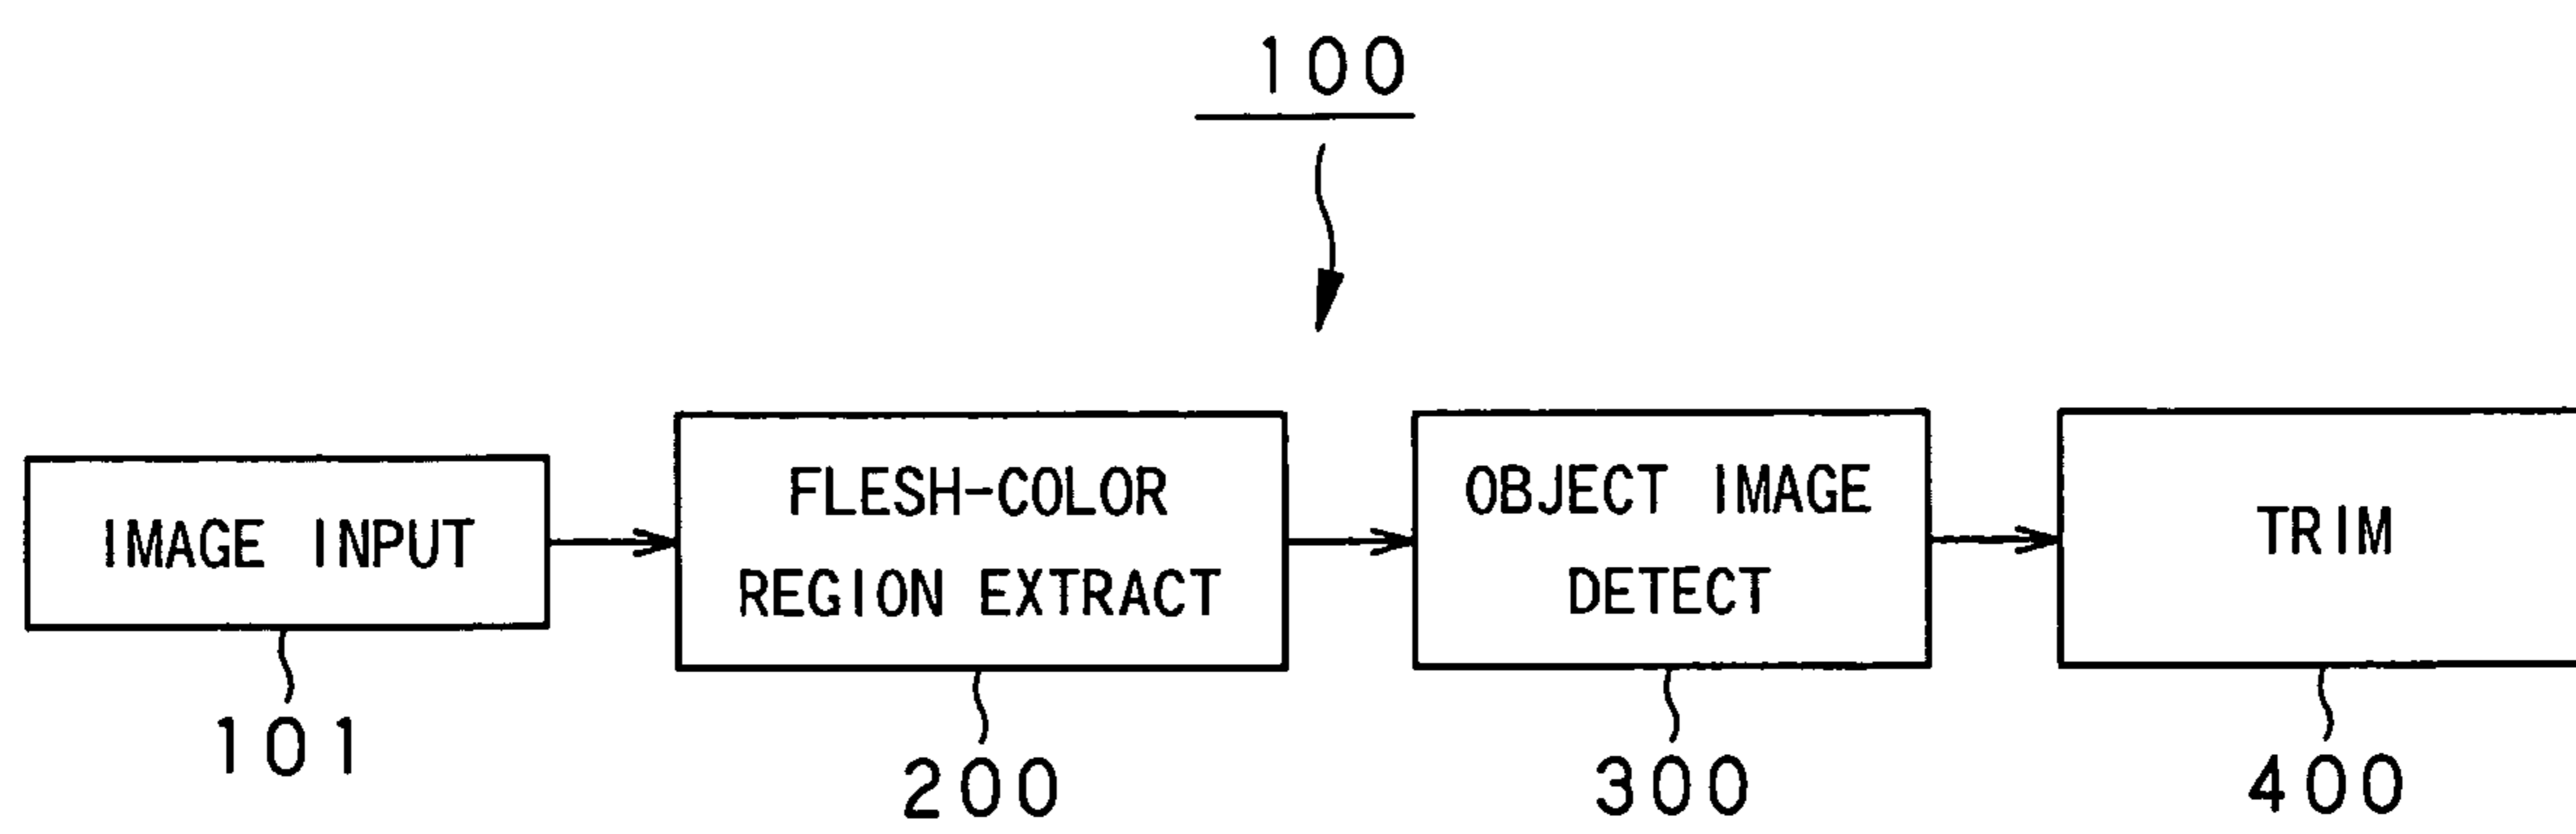 100
IMAGE INPUT
FLESH-COLOR
REGION EXTRACT
OBJECT IMAGE
DETECT
TRIM
101
200
300
400